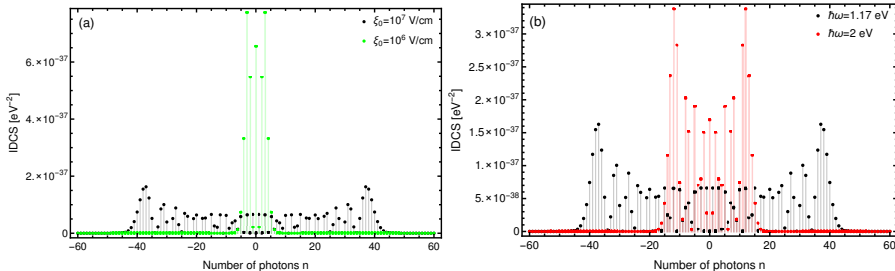 (a)
ξ₀=10⁷ V/cm
ξ₀=10⁶ V/cm
IDCS [eV⁻²]
6.×10⁻³⁷
4.×10⁻³⁷
2.×10⁻³⁷
0
−60 −40 −20 0 20 40 60
Number of photons n
(b)
ℏω=1.17 eV
ℏω=2 eV
IDCS [eV⁻²]
3.×10⁻³⁷
2.5×10⁻³⁷
2.×10⁻³⁷
1.5×10⁻³⁷
1.×10⁻³⁷
5.×10⁻³⁸
0
−60 −40 −20 0 20 40 60
Number of photons n